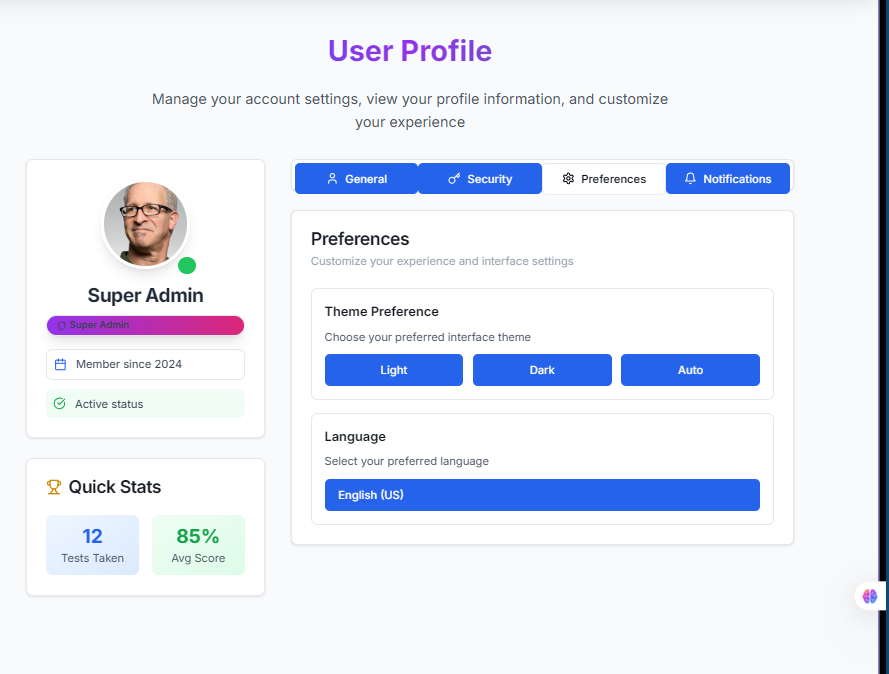 User Profile
Manage your account settings, view your profile information, and customize
your experience
Super Admin
Super Admin
Member since 2024
Active status
Quick Stats
12
Tests Taken
85%
Avg Score
General
Security
Preferences
Notifications
Preferences
Customize your experience and interface settings
Theme Preference
Choose your preferred interface theme
Light
Dark
Auto
Language
Select your preferred language
English (US)